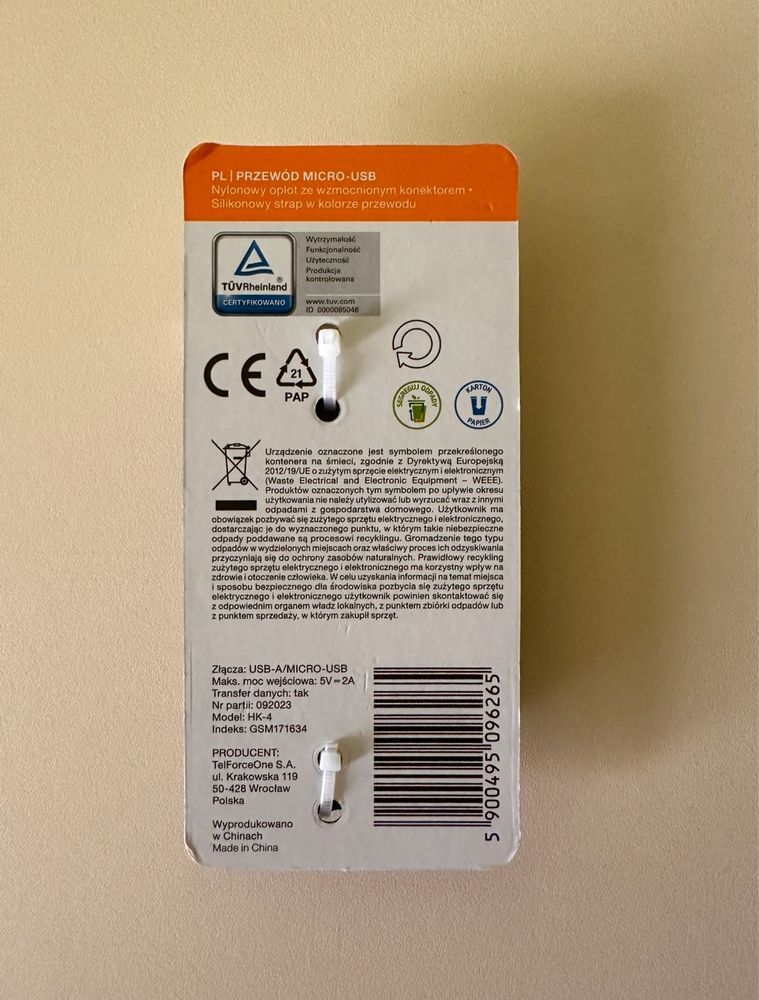 PL | PRZEWÓD MICRO-USB
Nylonowy oplot ze wzmocnionym konektorem •
Silikonowy strap w kolorze przewodu
TÜVRheinland ®
CERTYFIKOWANO
Wytrzymałość
Funkcjonalność
Użyteczność
Produkcja
kontrolowana
www.tuv.com
ID 0000085046
CE
21
PAP
SEGREGUJ ODPADY
KARTON
PAPIER
Urządzenie oznaczone jest symbolem przekreślonego
kontenera na śmieci, zgodnie z Dyrektywą Europejską
2012/19/UE o zużytym sprzęcie elektrycznym i elektronicznym
(Waste Electrical and Electronic Equipment – WEEE).
Produktów oznaczonych tym symbolem po upływie okresu
użytkowania nie należy utylizować lub wyrzucać wraz z innymi
odpadami z gospodarstwa domowego. Użytkownik ma
obowiązek pozbywać się zużytego sprzętu elektrycznego i elektronicznego,
dostarczając je do wyznaczonego punktu, w którym takie niebezpieczne
odpady poddawane są procesowi recyklingu. Gromadzenie tego typu
odpadów w wydzielonych miejscach oraz właściwy proces ich odzyskiwania
przyczyniają się do ochrony zasobów naturalnych. Prawidłowy recykling
zużytego sprzętu elektrycznego i elektronicznego ma korzystny wpływ na
zdrowie i otoczenie człowieka. W celu uzyskania informacji na temat miejsca
i sposobu bezpiecznego dla środowiska pozbycia się zużytego sprzętu
elektrycznego i elektronicznego użytkownik powinien skontaktować się
z odpowiednim organem władz lokalnych, z punktem zbiórki odpadów lub
z punktem sprzedaży, w którym zakupił sprzęt.
Złącza: USB-A/MICRO-USB
Maks. moc wejściowa: 5V⎓2A
Transfer danych: tak
Nr partii: 092023
Model: HK-4
Indeks: GSM171634
PRODUCENT:
TelForceOne S.A.
ul. Krakowska 119
50-428 Wrocław
Polska
Wyprodukowano
w Chinach
Made in China
5 900495 096265